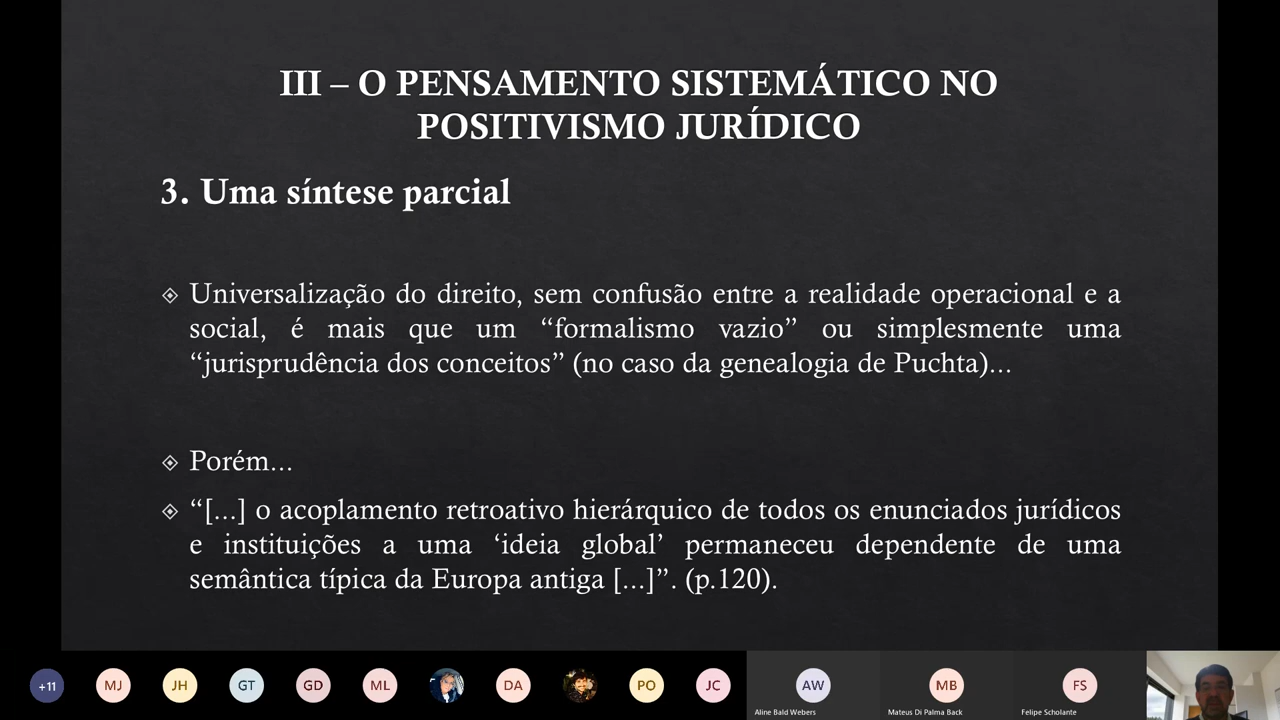 III – O PENSAMENTO SISTEMÁTICO NO
POSITIVISMO JURÍDICO
3. Uma síntese parcial
Universalização do direito, sem confusão entre a realidade operacional e a
social, é mais que um “formalismo vazio” ou simplesmente uma
“jurisprudência dos conceitos” (no caso da genealogia de Puchta)...
Porém...
“[...] o acoplamento retroativo hierárquico de todos os enunciados jurídicos
e instituições a uma ‘ideia global’ permaneceu dependente de uma
semântica típica da Europa antiga [...]”. (p.120).
+11 MJ JH GT GD ML DA PO JC AW MB FS
Aline Bald Webers Mateus Di Palma Back Felipe Scholante